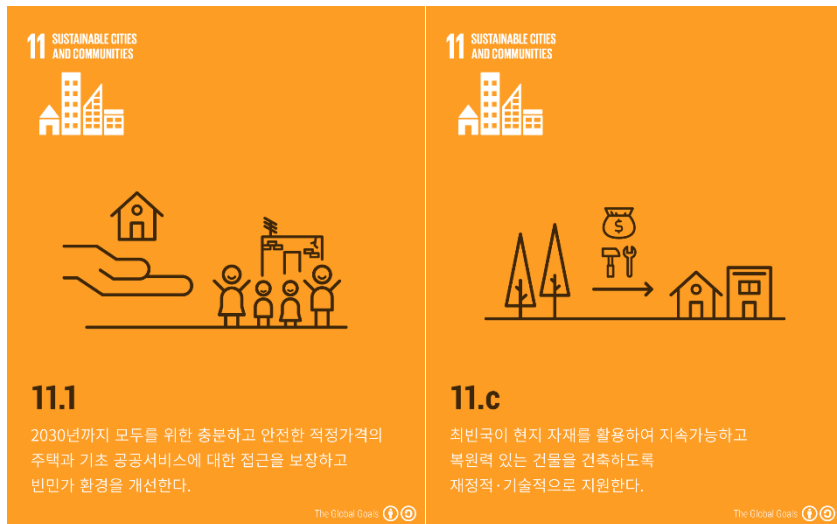 11 SUSTAINABLE CITIES
AND COMMUNITIES
$
11.1
2030년까지 모두를 위한 충분하고 안전한 적정가격의
주택과 기초 공공서비스에 대한 접근을 보장하고
빈민가 환경을 개선한다.
The Global Goals
11 SUSTAINABLE CITIES
AND COMMUNITIES
$
11.c
최빈국이 현지 자재를 활용하여 지속가능하고
복원력 있는 건물을 건축하도록
재정적·기술적으로 지원한다.
The Global Goals